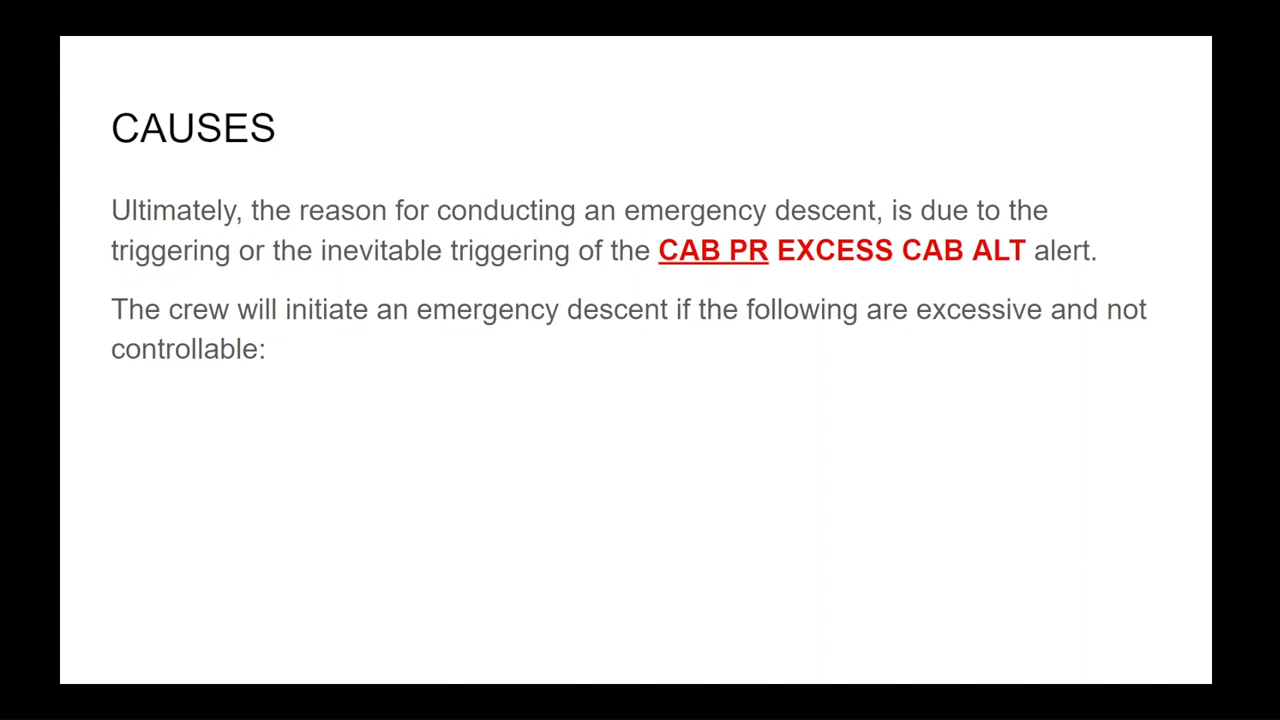 CAUSES
Ultimately, the reason for conducting an emergency descent, is due to the
triggering or the inevitable triggering of the CAB PR EXCESS CAB ALT alert.
The crew will initiate an emergency descent if the following are excessive and not
controllable: